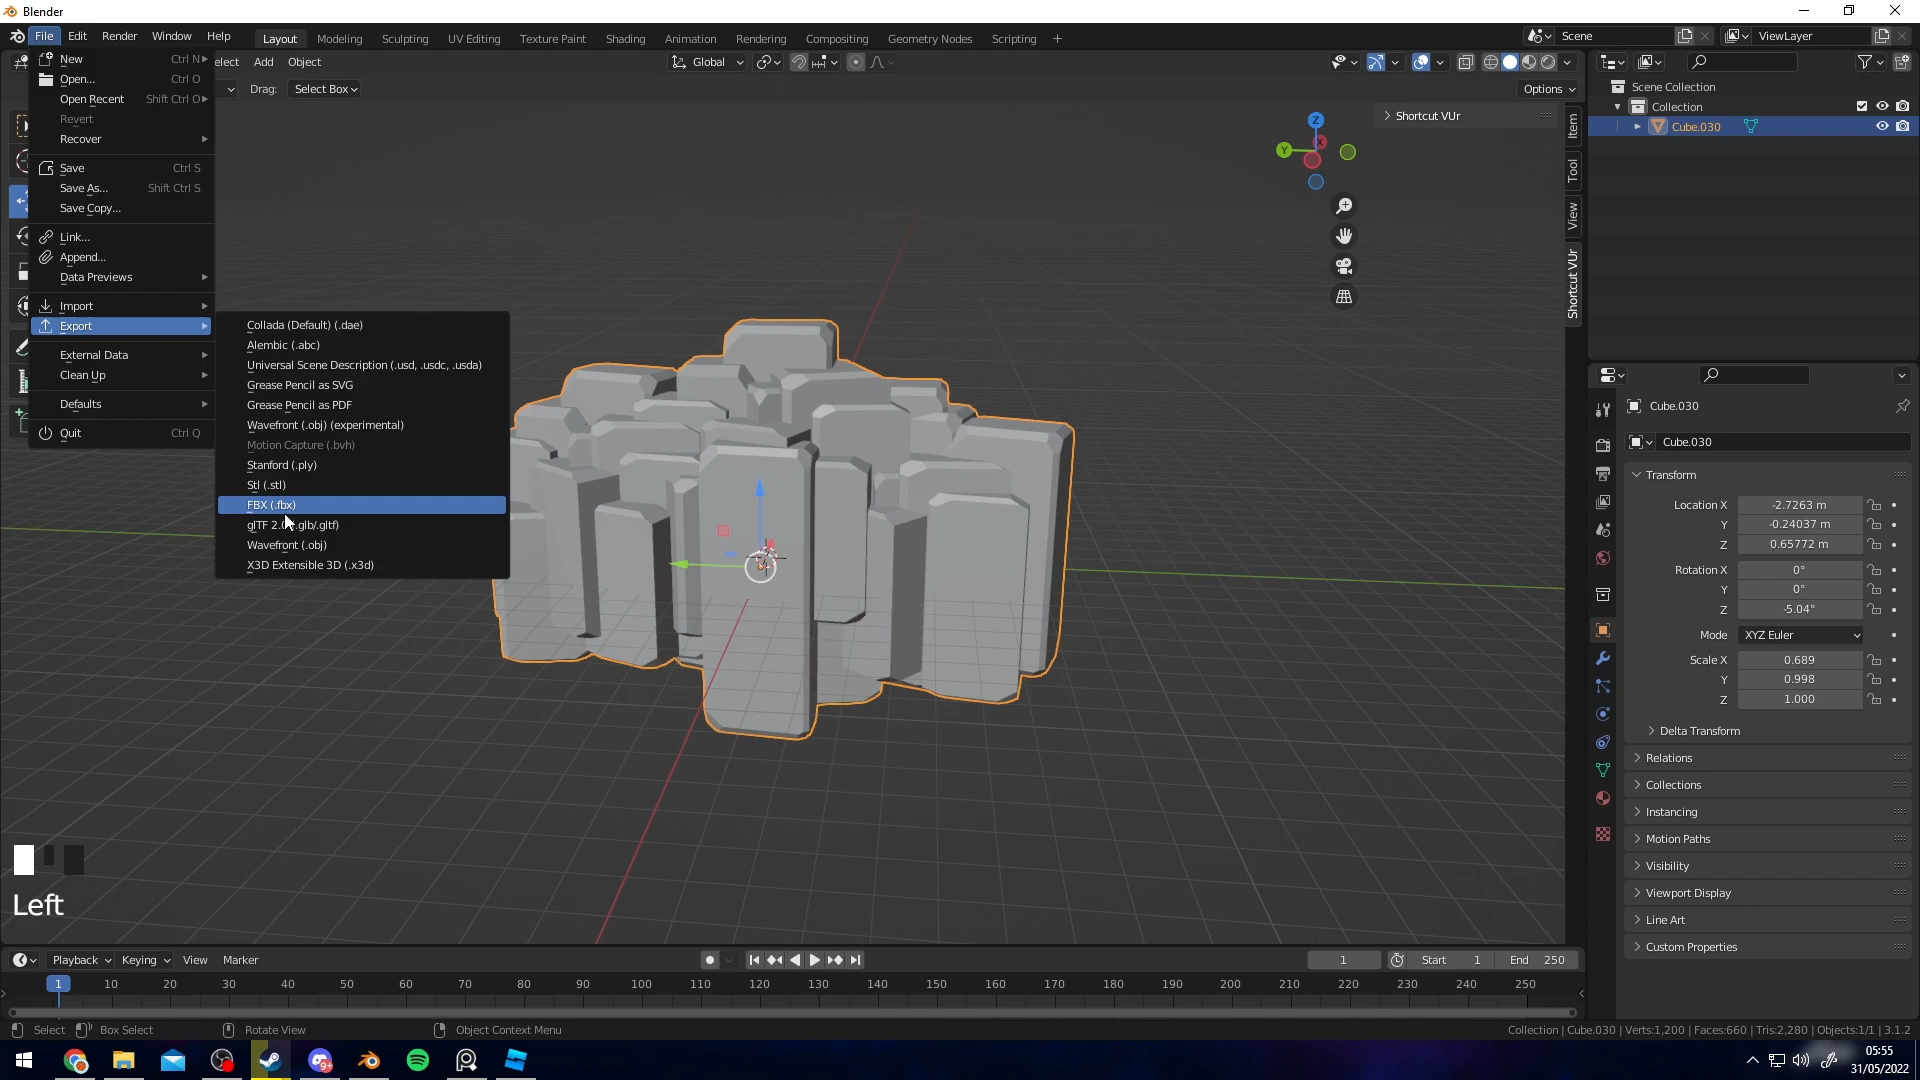 Blender
File Edit Render Window Help Layout Modeling Sculpting UV Editing Texture Paint Shading Animation Rendering Compositing Geometry Nodes Scripting + Scene ViewLayer
New Ctrl N
Open... Ctrl O
Open Recent Shift Ctrl O
Revert
Recover
Save Ctrl S
Save As... Shift Ctrl S
Save Copy...
Link...
Append...
Data Previews
Import
Export
External Data
Clean Up
Defaults
Quit Ctrl Q
Collada (Default) (.dae)
Alembic (.abc)
Universal Scene Description (.usd, .usdc, .usda)
Grease Pencil as SVG
Grease Pencil as PDF
Wavefront (.obj) (experimental)
Motion Capture (.bvh)
Stanford (.ply)
Stl (.stl)
FBX (.fbx)
glTF 2.0 (.glb/.gltf)
Wavefront (.obj)
X3D Extensible 3D (.x3d)
elect Add Object Global
Drag: Select Box Options
Shortcut VUr
Z
Y
X
Item
Tool
View
Shortcut VUr
Scene Collection
Collection
Cube.030
Cube.030
Cube.030
Transform
Location X -2.7263 m
Y -0.24037 m
Z 0.65772 m
Rotation X 0°
Y 0°
Z -5.04°
Mode XYZ Euler
Scale X 0.689
Y 0.998
Z 1.000
Delta Transform
Relations
Collections
Instancing
Motion Paths
Visibility
Viewport Display
Line Art
Custom Properties
Left
Playback Keying View Marker 1 Start 1 End 250
1 10 20 30 40 50 60 70 80 90 100 110 120 130 140 150 160 170 180 190 200 210 220 230 240 250
Select Box Select Rotate View Object Context Menu Collection | Cube.030 | Verts:1,200 | Faces:660 | Tris:2,280 | Objects:1/1 | 3.1.2
9+
05:55
31/05/2022